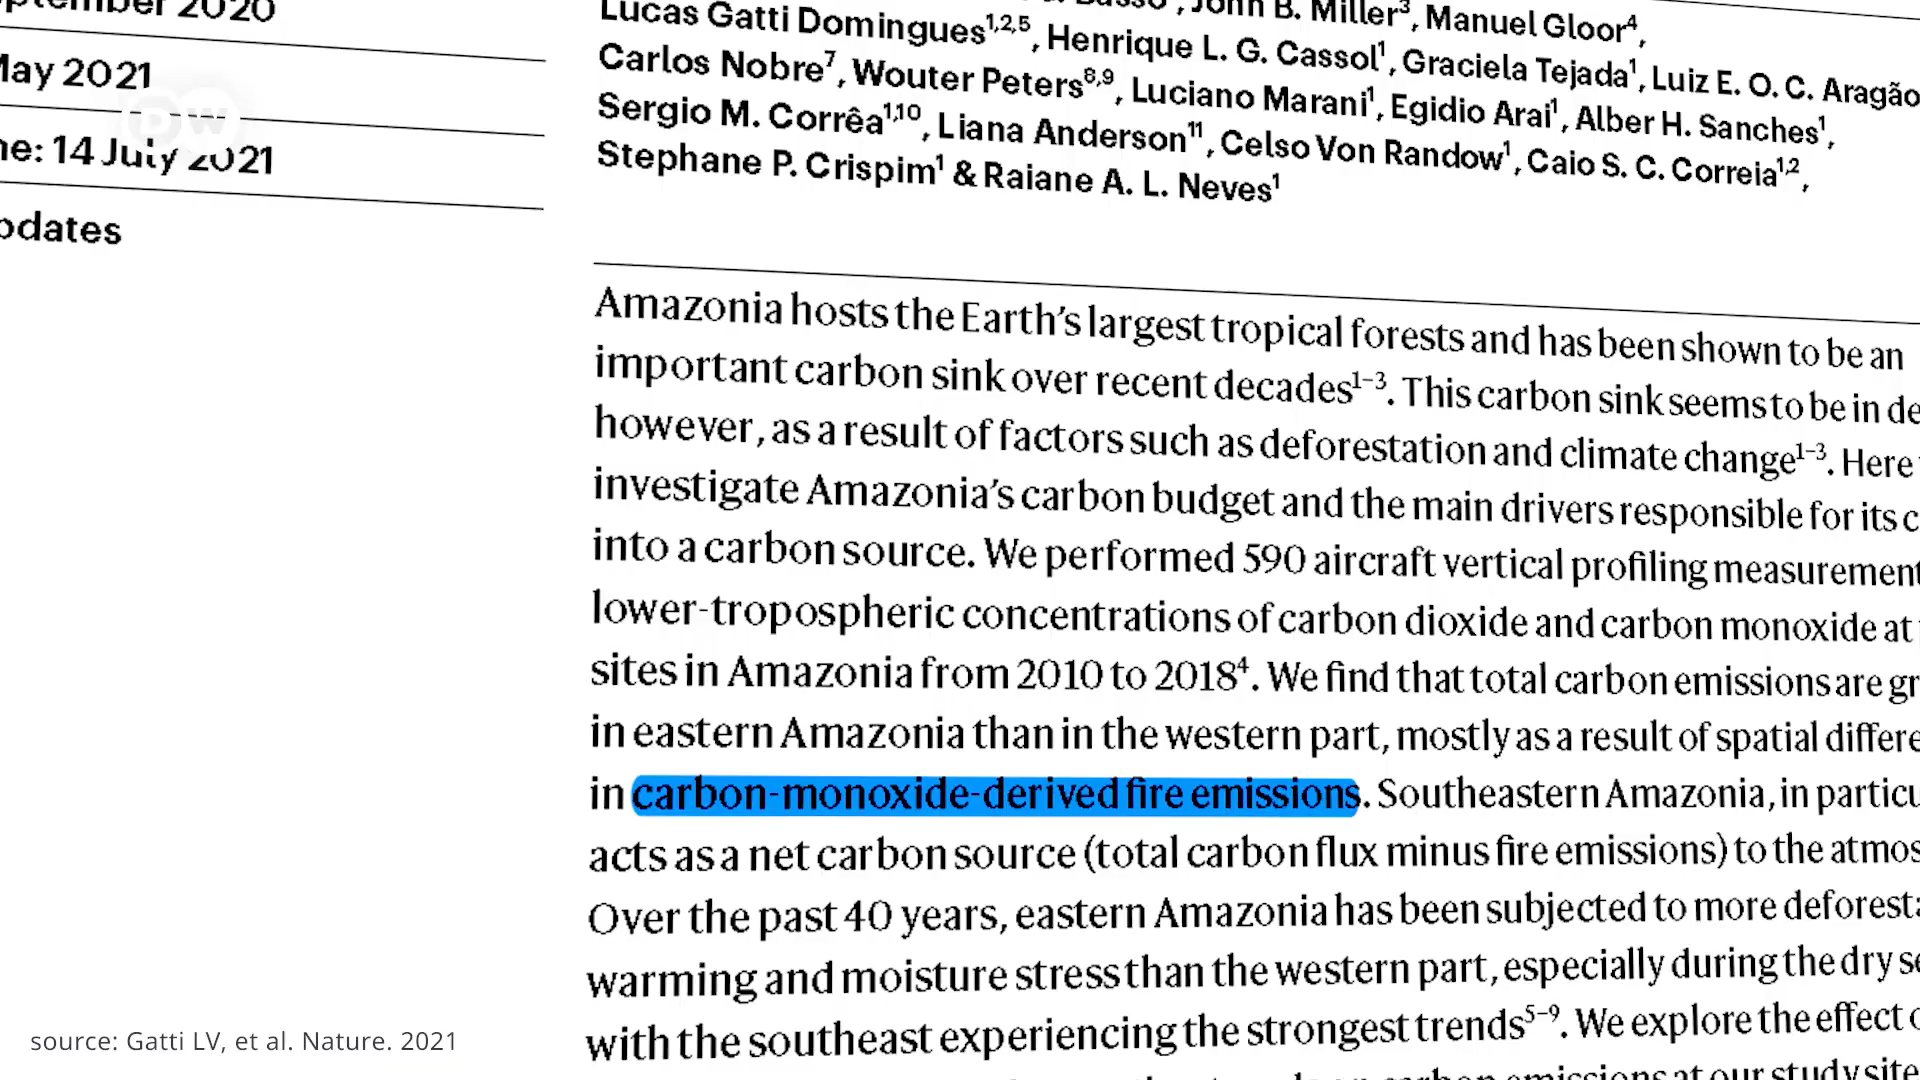 2020
May 2021
14 July 2021
DW
Lucas Gatti Domingues1,2,5, Henrique L. G. Cassol1, Graciela Tejada1, Luiz E. O. C. Aragão
John B. Miller3, Manuel Gloor4,
Carlos Nobre7, Wouter Peters8,9, Luciano Marani1, Egidio Arai1, Alber H. Sanches1,
Sergio M. Corrêa1,10, Liana Anderson11, Celso Von Randow1, Caio S. C. Correia1,2,
Stephane P. Crispim1 & Raiane A. L. Neves1
Amazonia hosts the Earth’s largest tropical forests and has been shown to be an
important carbon sink over recent decades1–3. This carbon sink seems to be in
however, as a result of factors such as deforestation and climate change1–3. Here
investigate Amazonia’s carbon budget and the main drivers responsible for its
into a carbon source. We performed 590 aircraft vertical profiling
lower-tropospheric concentrations of carbon dioxide and carbon monoxide at
sites in Amazonia from 2010 to 20184. We find that total carbon emissions are
in eastern Amazonia than in the western part, mostly as a result of spatial
in carbon-monoxide-derived fire emissions. Southeastern Amazonia, in
acts as a net carbon source (total carbon flux minus fire emissions) to the
Over the past 40 years, eastern Amazonia has been subjected to more
warming and moisture stress than the western part, especially during the dry
with the southeast experiencing the strongest trends5–9. We explore the effect
emissions at our study
source: Gatti LV, et al. Nature. 2021